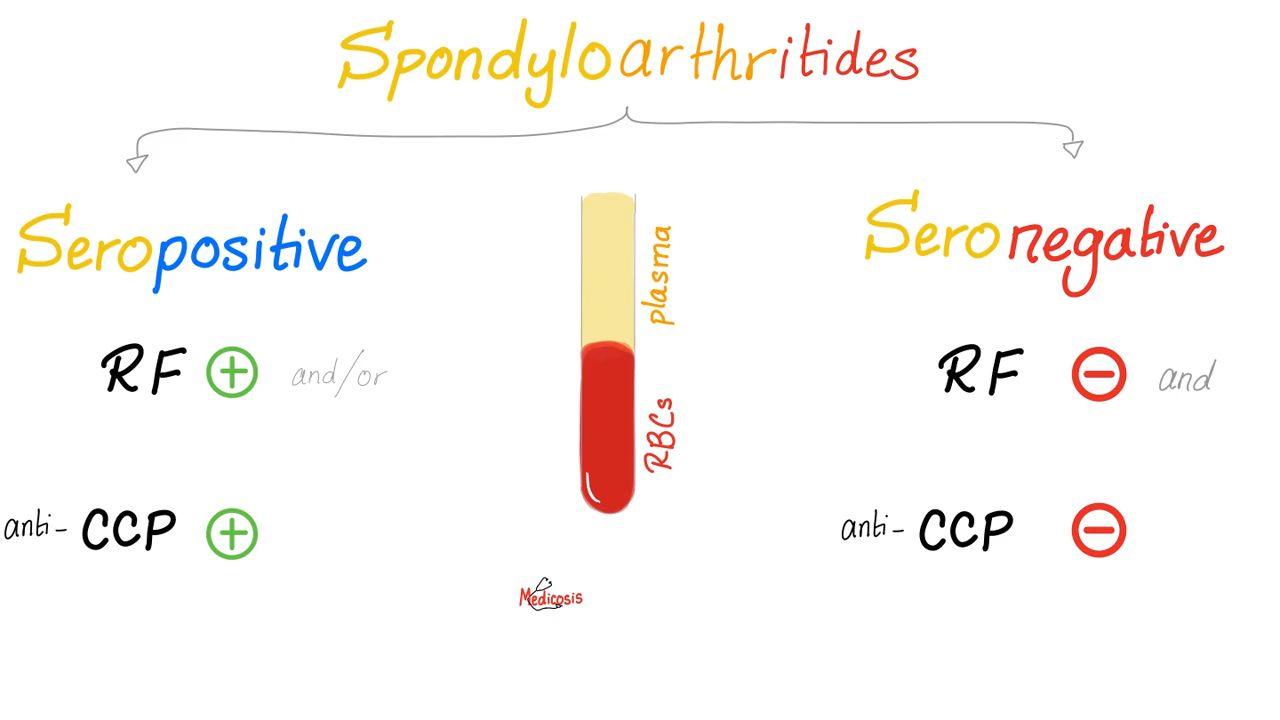 Spondyloarthritides
Seropositive
RF + and/or
anti- CCP +
plasma
RBCs
Seronegative
RF − and
anti- CCP −
Medicosis